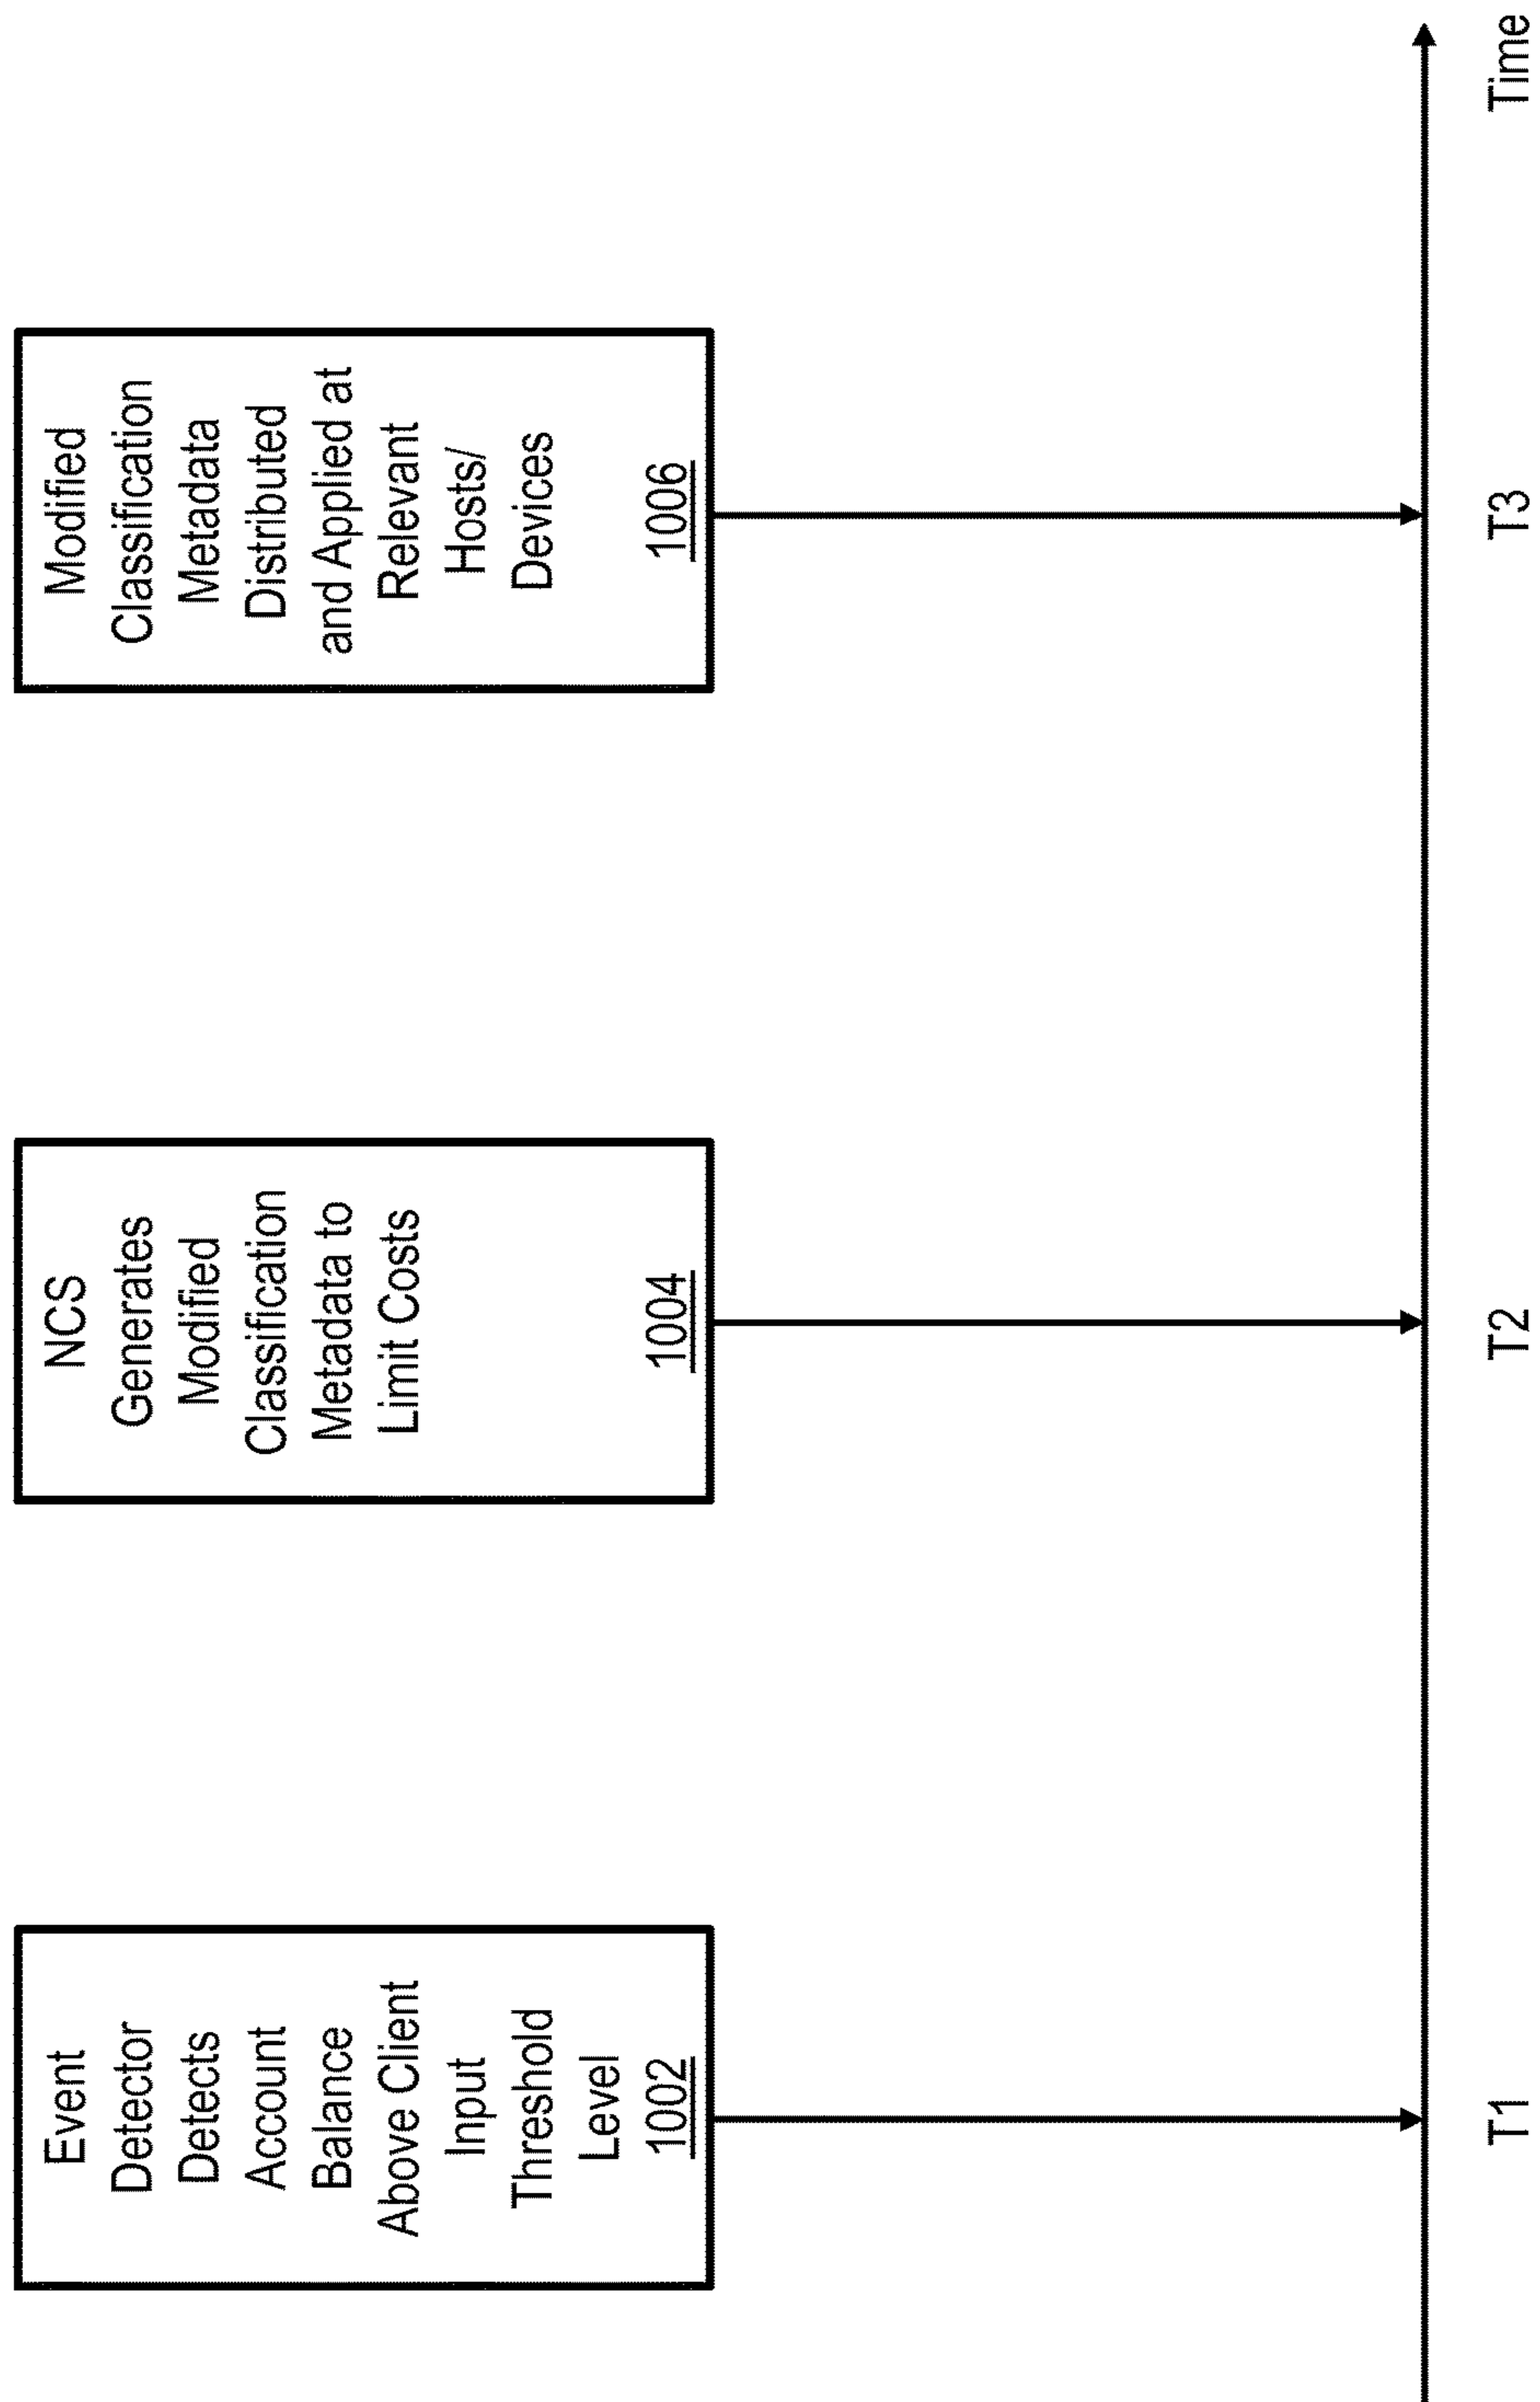 Event
Detector
Detects
Account
Balance
Above Client
Input
Threshold
Level
1002
NCS
Generates
Modified
Classification
Metadata to
Limit Costs
1004
Modified
Classification
Metadata
Distributed
and Applied at
Relevant
Hosts/
Devices
1006
T1
T2
T3
Time